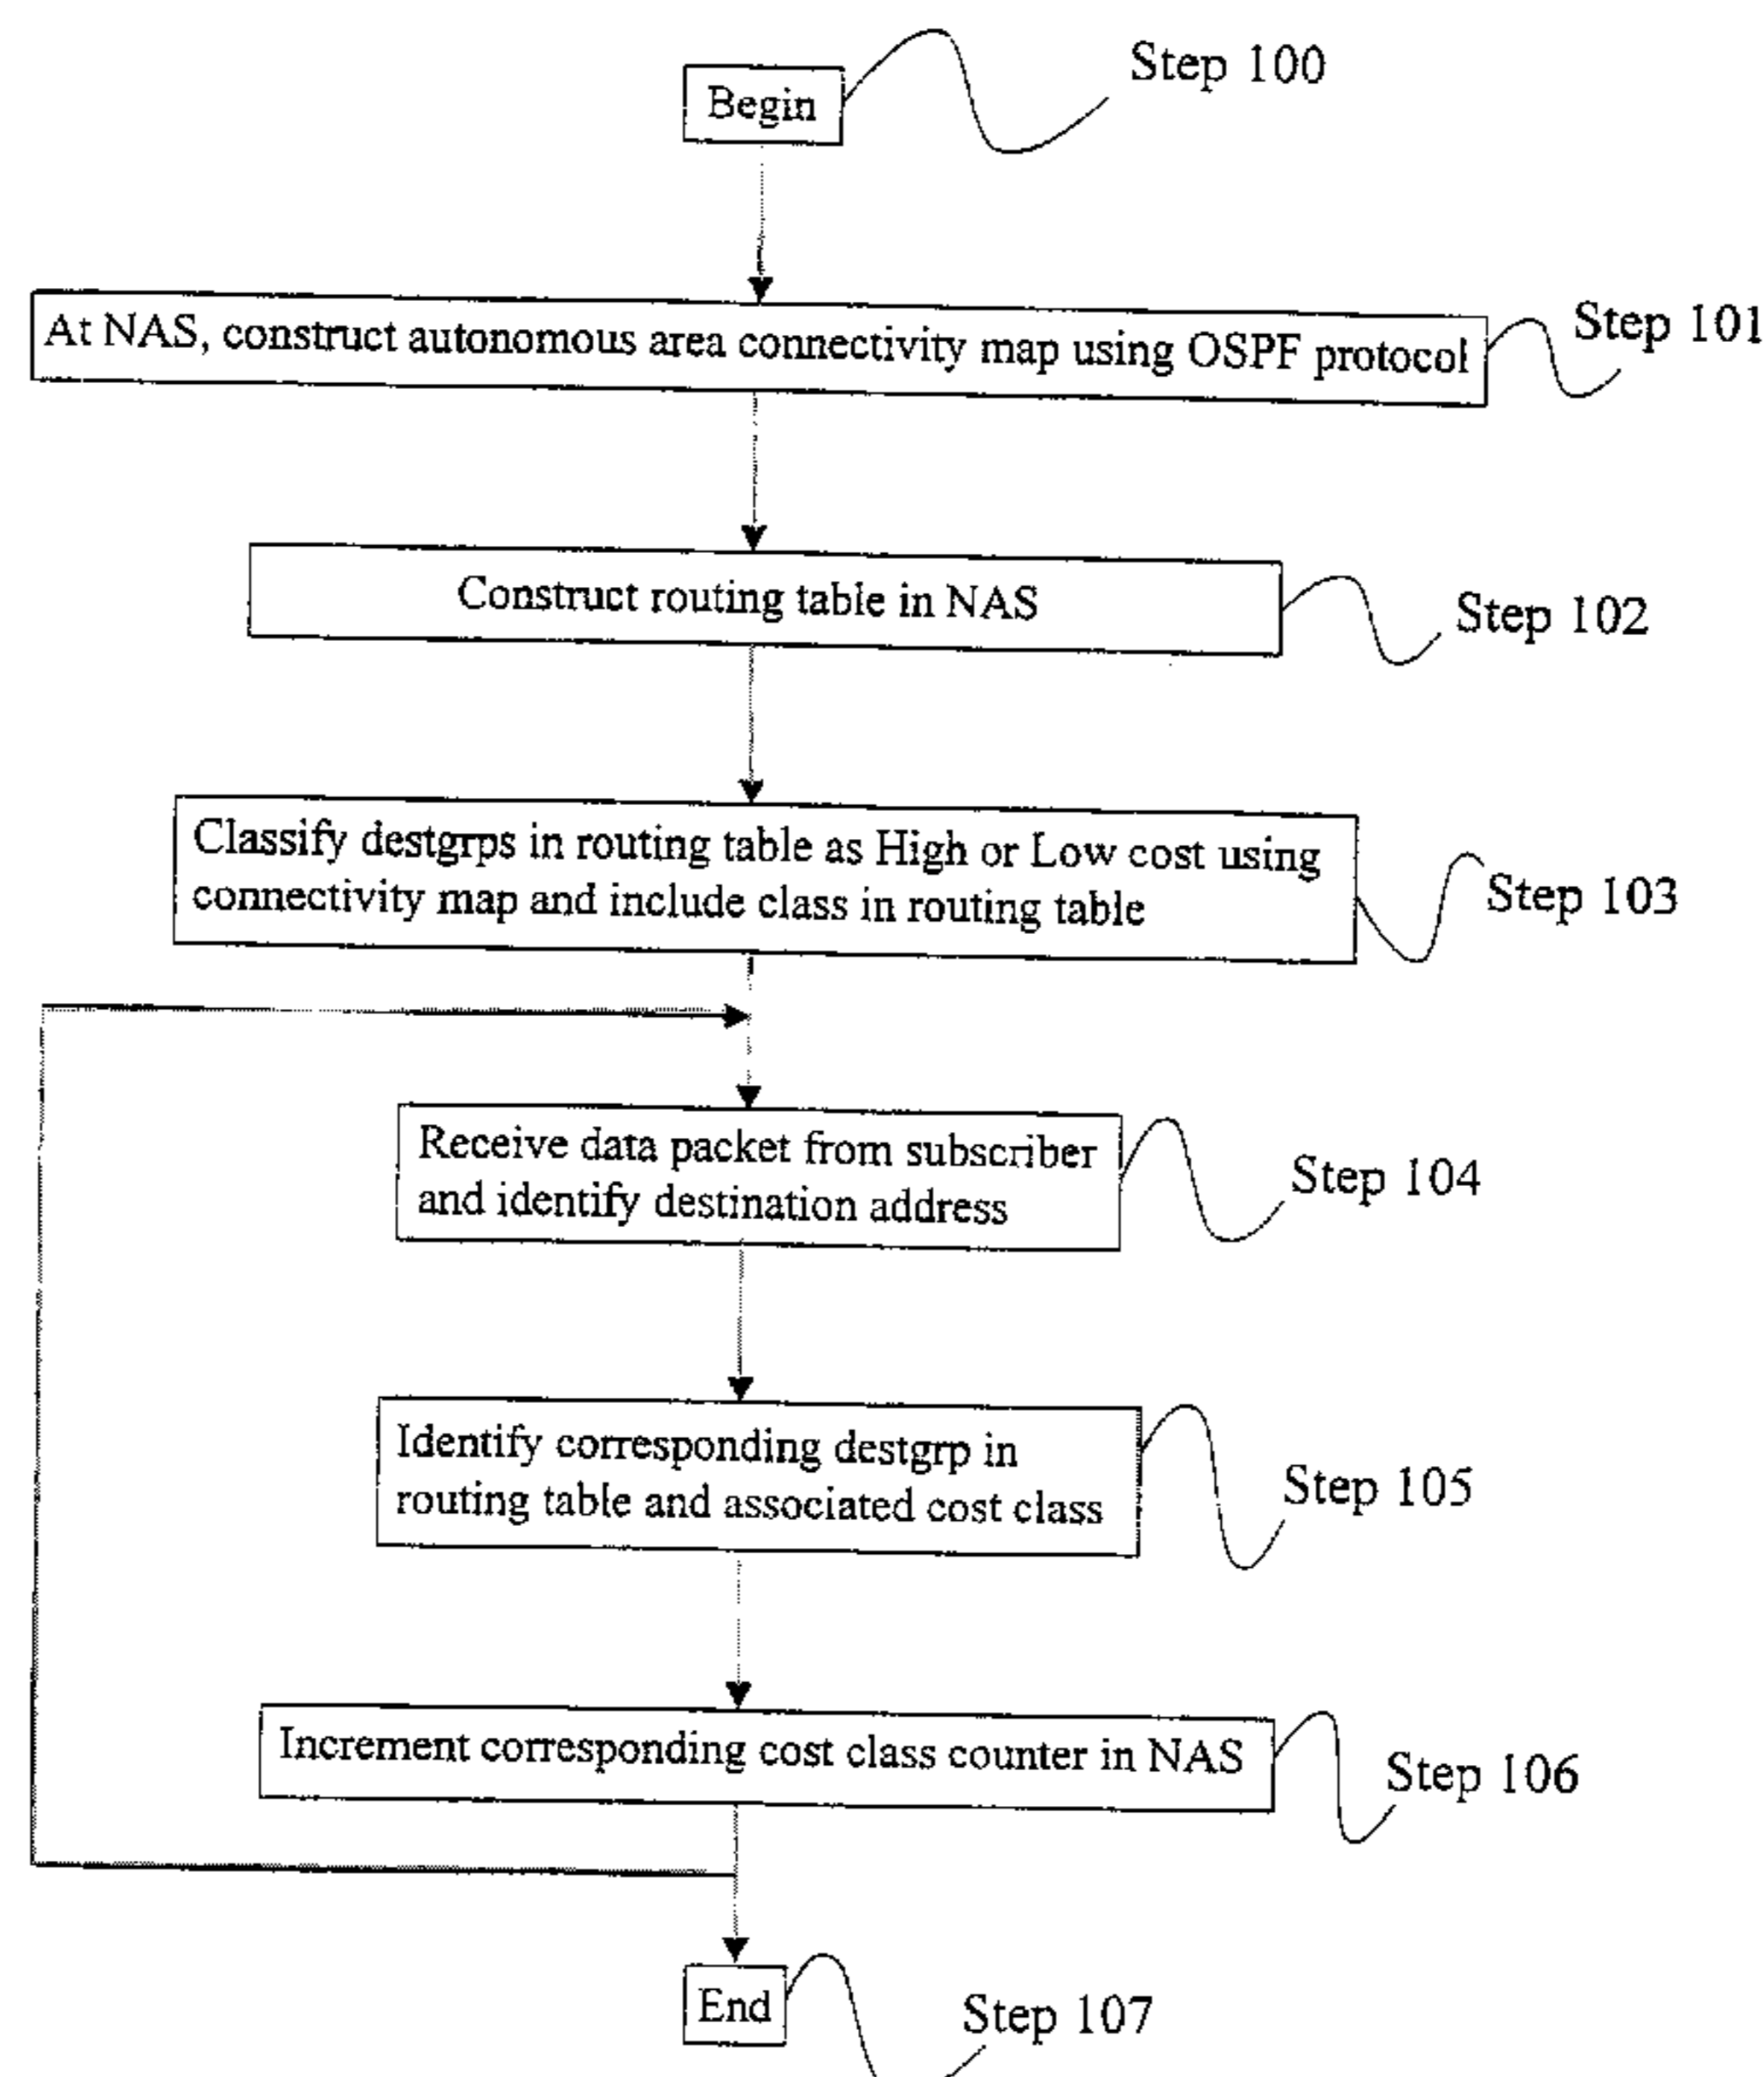 Begin
Step 100
At NAS, construct autonomous area connectivity map using OSPF protocol
Step 101
Construct routing table in NAS
Step 102
Classify destgrps in routing table as High or Low cost using
connectivity map and include class in routing table
Step 103
Receive data packet from subscriber
and identify destination address
Step 104
Identify corresponding destgrp in
routing table and associated cost class
Step 105
Increment corresponding cost class counter in NAS
Step 106
End
Step 107